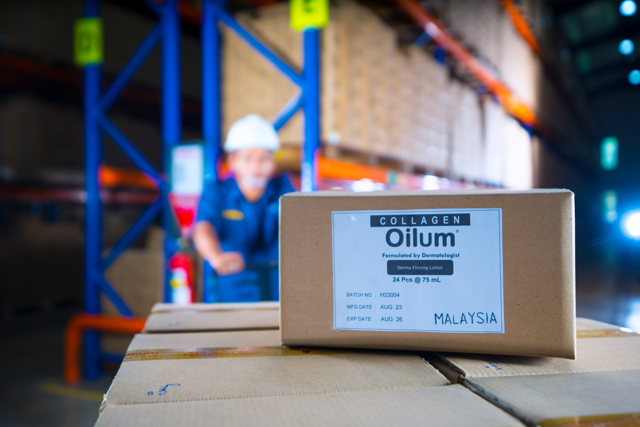 COLLAGEN
Oilum
Formulated by Dermatologist
Derma-Firming Lotion
24 Pcs @ 75 mL
BATCH NO : H23004
MFG DATE : AUG 23
EXP DATE : AUG 26
MALAYSIA
D